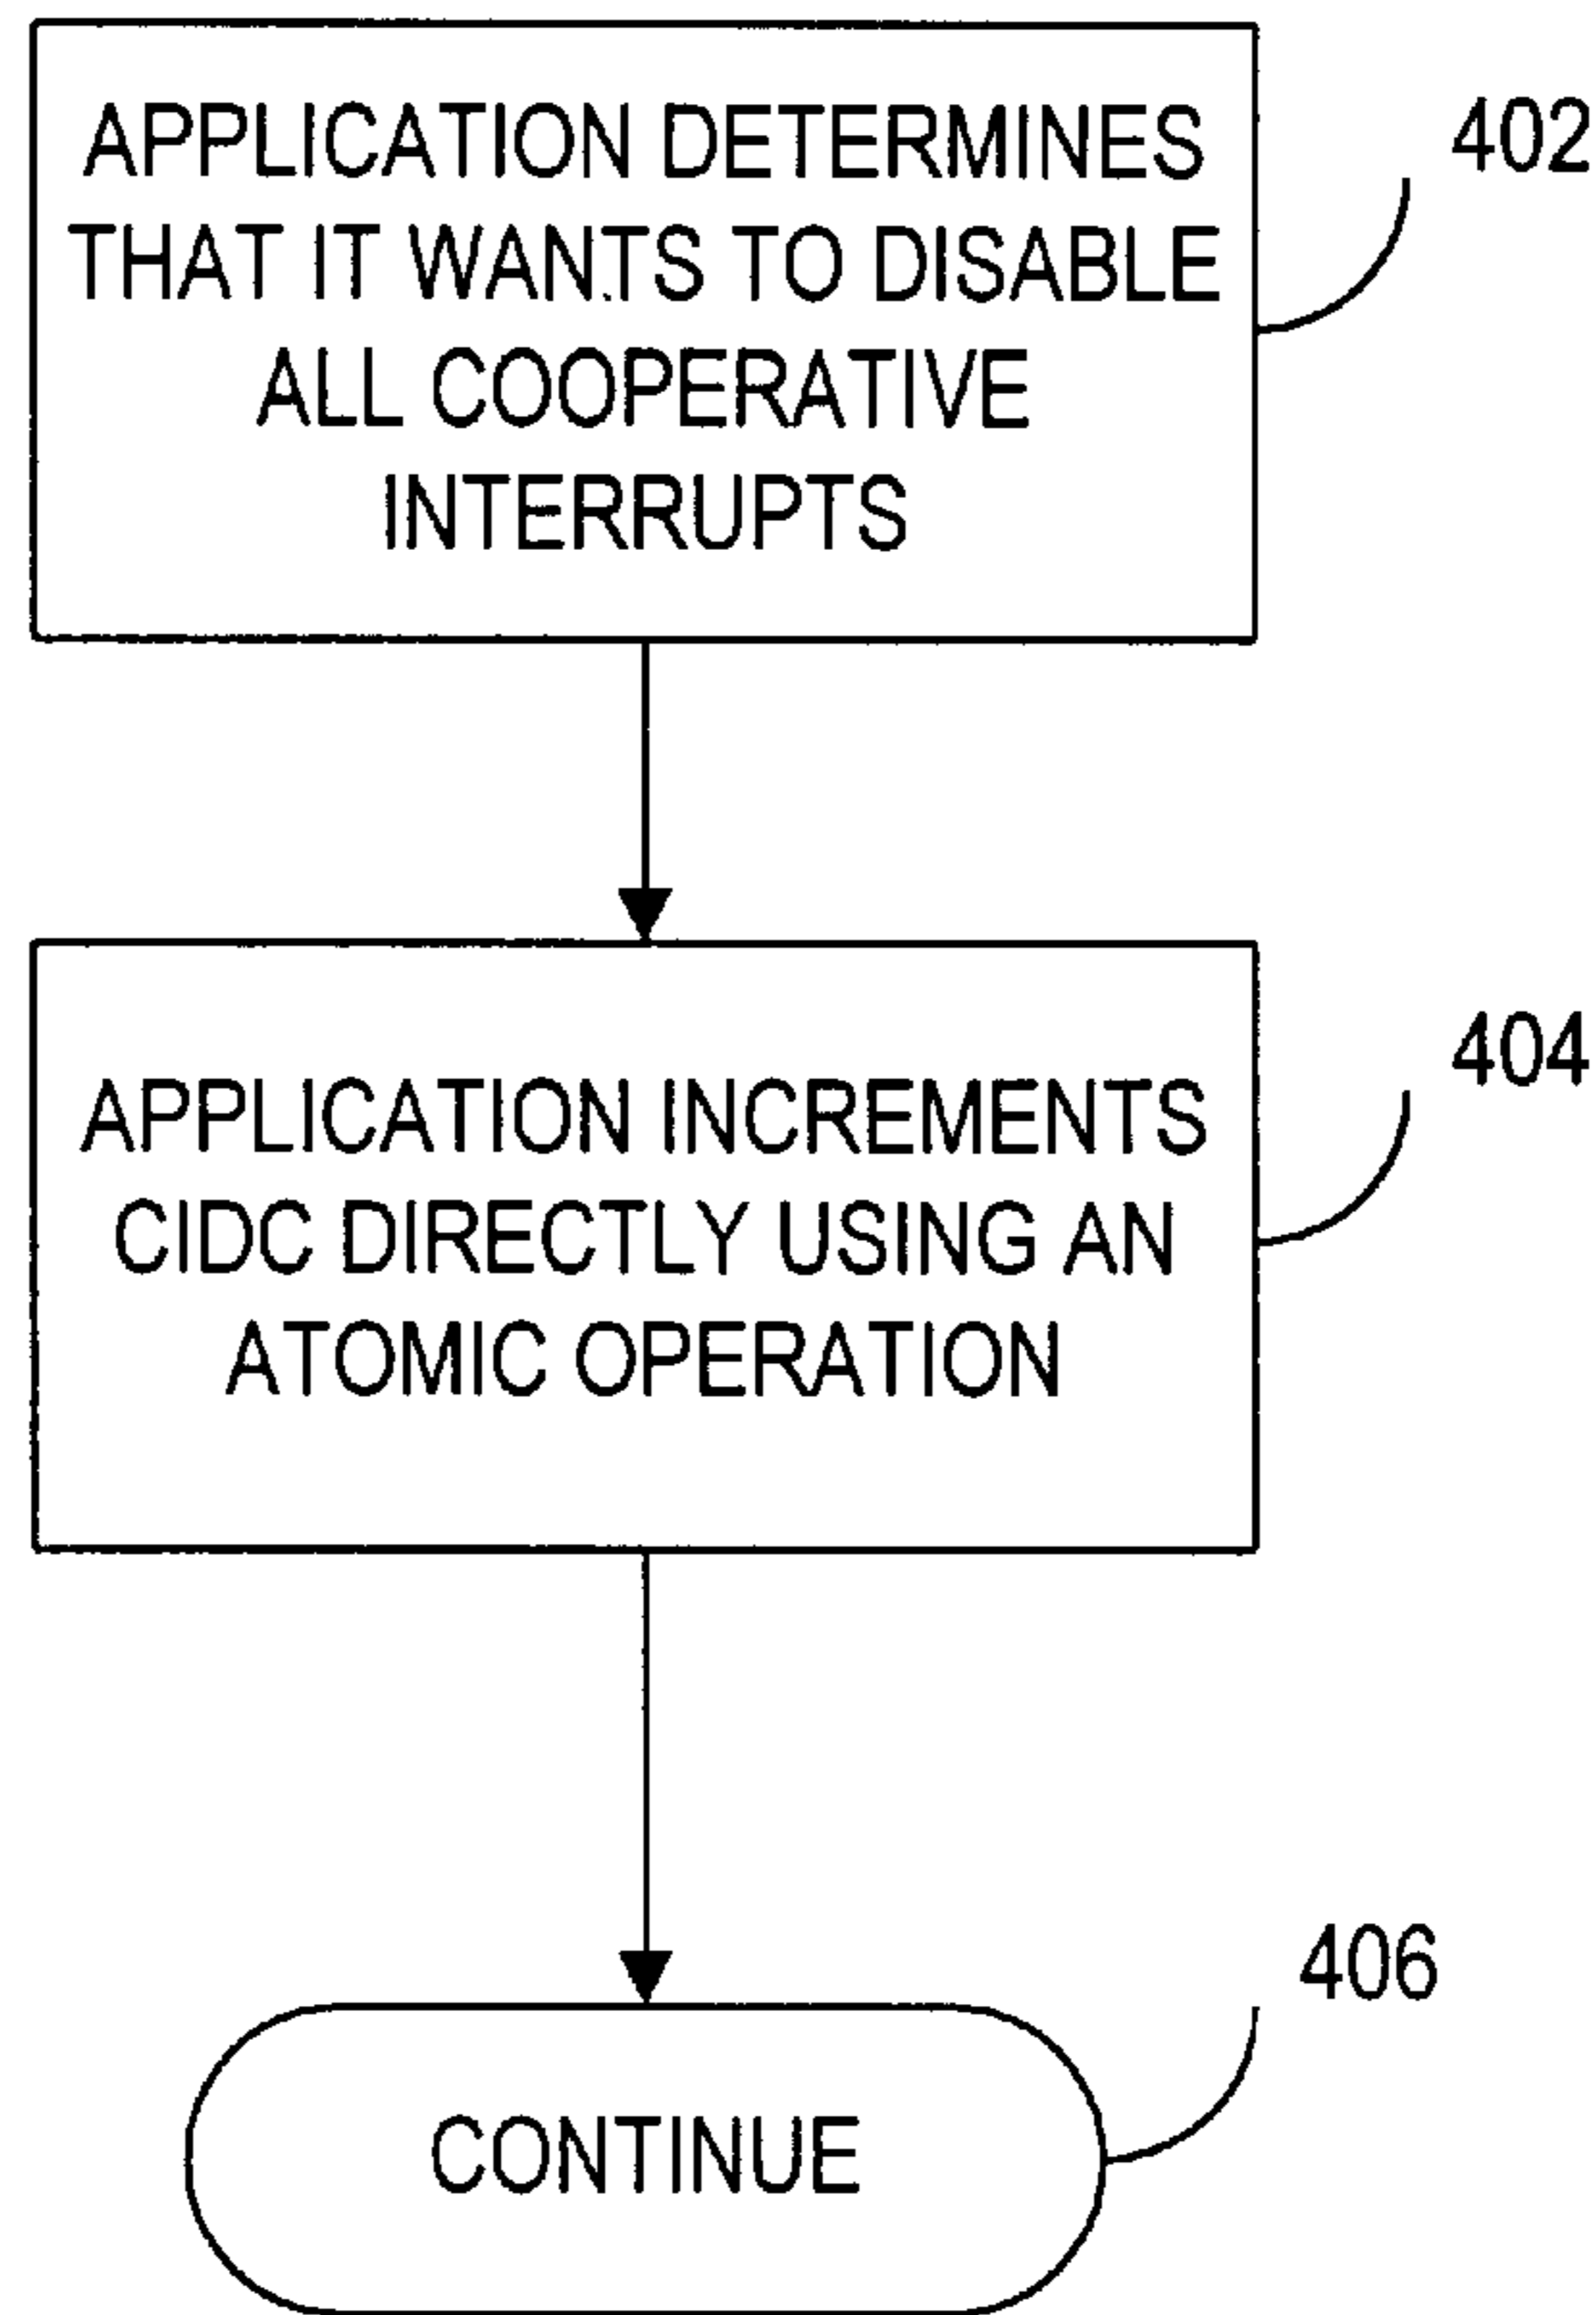 APPLICATION DETERMINES
THAT IT WANTS TO DISABLE
ALL COOPERATIVE
INTERRUPTS
402
APPLICATION INCREMENTS
CIDC DIRECTLY USING AN
ATOMIC OPERATION
404
CONTINUE
406